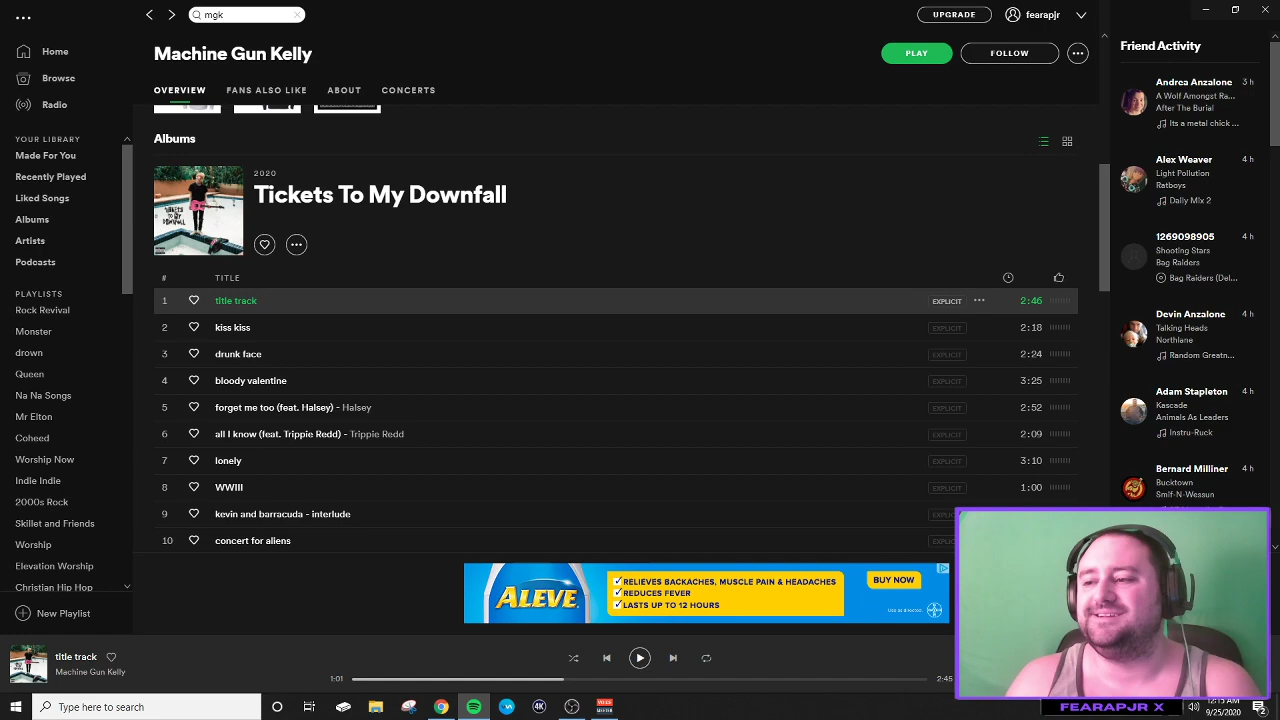 mgk
UPGRADE
fearapjr
Machine Gun Kelly
PLAY
FOLLOW
OVERVIEW
FANS ALSO LIKE
ABOUT
CONCERTS
Home
Browse
Radio
YOUR LIBRARY
Made For You
Recently Played
Liked Songs
Albums
Artists
Podcasts
PLAYLISTS
Rock Revival
Monster
drown
Queen
Na Na Songs
Mr Elton
Coheed
Worship Now
Indie Indie
2000s Rock
Skillet and Friends
Worship
Elevation Worship
Christian Hip Hop
New Playlist
Albums
TICKETS TO MY DOWNFALL
2020
Tickets To My Downfall
# TITLE
1 title track EXPLICIT 2:46
2 kiss kiss EXPLICIT 2:18
3 drunk face EXPLICIT 2:24
4 bloody valentine EXPLICIT 3:25
5 forget me too (feat. Halsey) - Halsey EXPLICIT 2:52
6 all I know (feat. Trippie Redd) - Trippie Redd EXPLICIT 2:09
7 lonely EXPLICIT 3:10
8 WWIII EXPLICIT 1:00
9 kevin and barracuda - interlude
10 concert for aliens
ALEVE
RELIEVES BACKACHES, MUSCLE PAIN & HEADACHES
REDUCES FEVER
LASTS UP TO 12 HOURS
BUY NOW
Use as directed.
Friend Activity
Andrea Anzalone 3 h
A Wolf Amongst Ra...
After The Burial
Its a metal chick ...
Alex Weaver 4 h
Light Pollution
Ratboys
Daily Mix 2
1269098905 4 h
Shooting Stars
Bag Raiders
Bag Raiders (Del...
Devin Anzalone 4 h
Talking Heads
Northlane
Random Greatn...
Adam Stapleton 4 h
Kascade
Animals As Leaders
Instru-Ruck
Bernard Milliner 4 h
Bucktown
Smif-N-Wessun
title track
Machine Gun Kelly
1:01
2:45
Type here to search
4K
VOICE
MEETER
FEARAPJR X
12:15 AM
9/25/2020